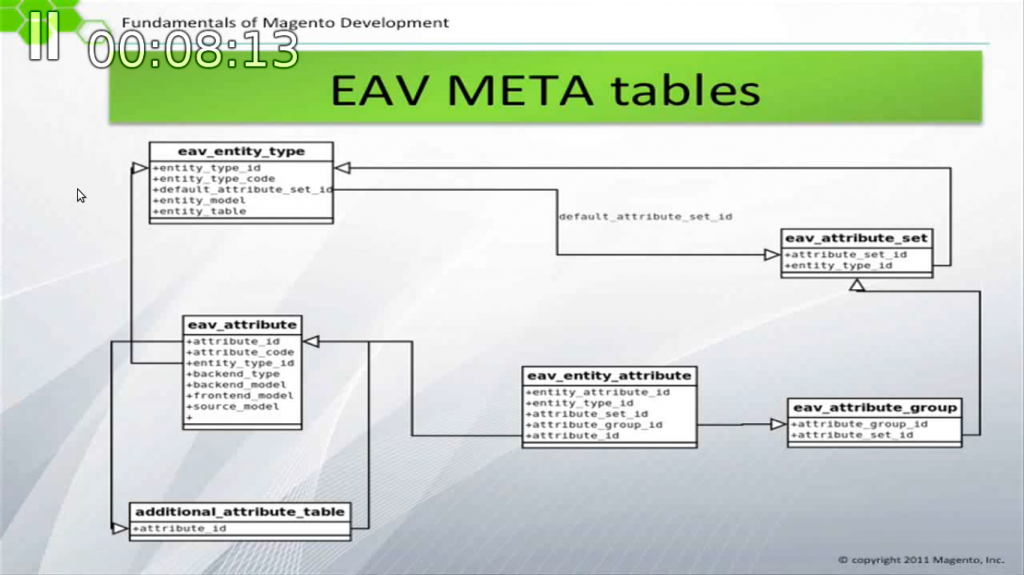 Fundamentals of Magento Development
00:08:13
EAV META tables
eav_entity_type
+entity_type_id
+entity_type_code
+default_attribute_set_id
+entity_model
+entity_table
default_attribute_set_id
eav_attribute_set
+attribute_set_id
+entity_type_id
eav_attribute
+attribute_id
+attribute_code
+entity_type_id
+backend_type
+backend_model
+frontend_model
+source_model
+
eav_entity_attribute
+entity_attribute_id
+entity_type_id
+attribute_set_id
+attribute_group_id
+attribute_id
eav_attribute_group
+attribute_group_id
+attribute_set_id
additional_attribute_table
+attribute_id
© copyright 2011 Magento, Inc.